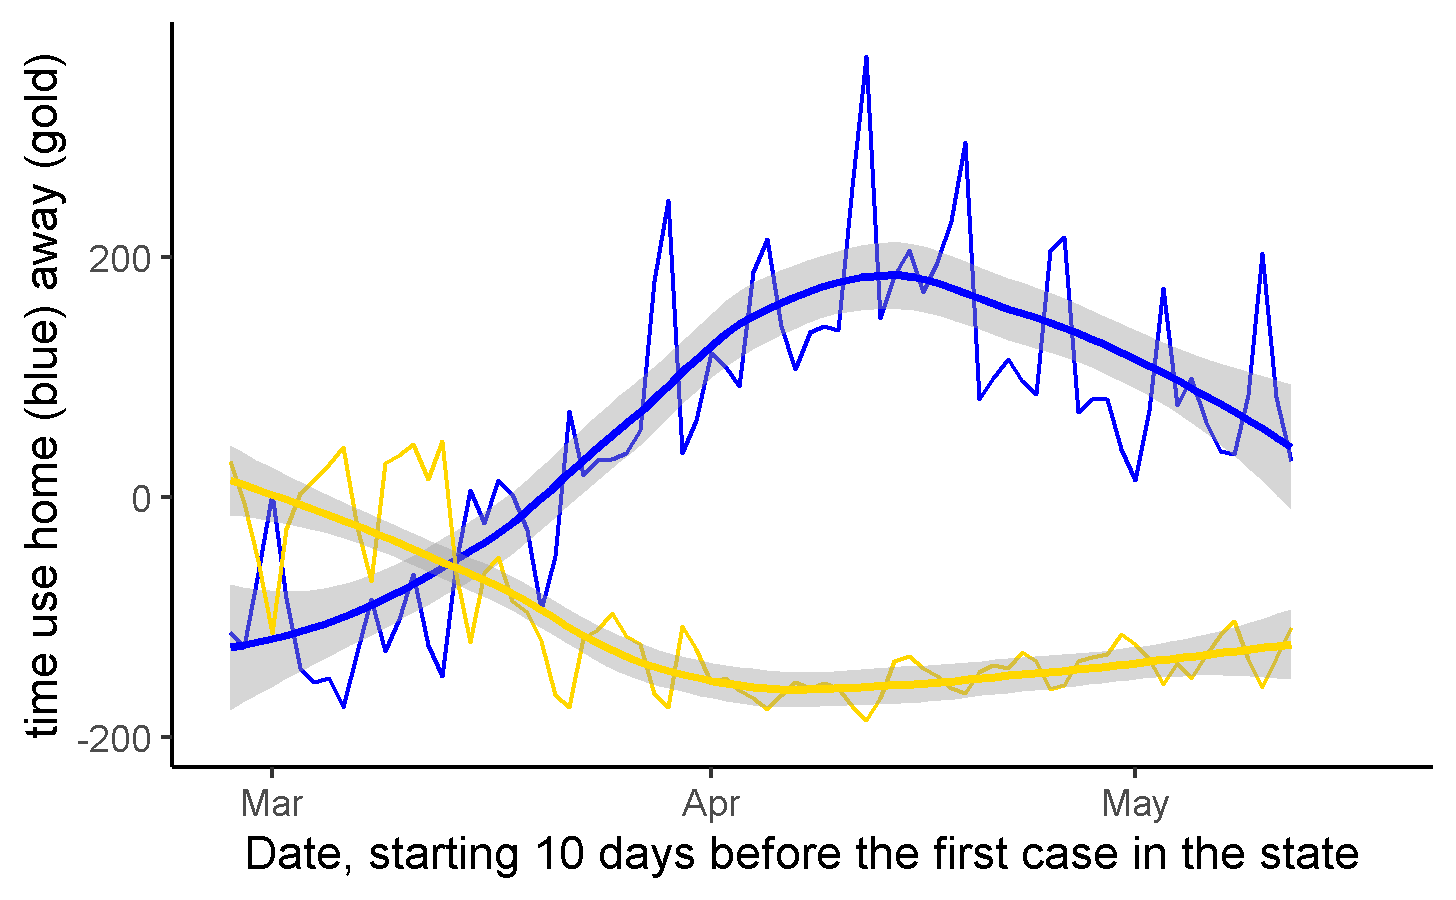 time use home (blue) away (gold)
200
0
-200
Mar Apr May
Date, starting 10 days before the first case in the state